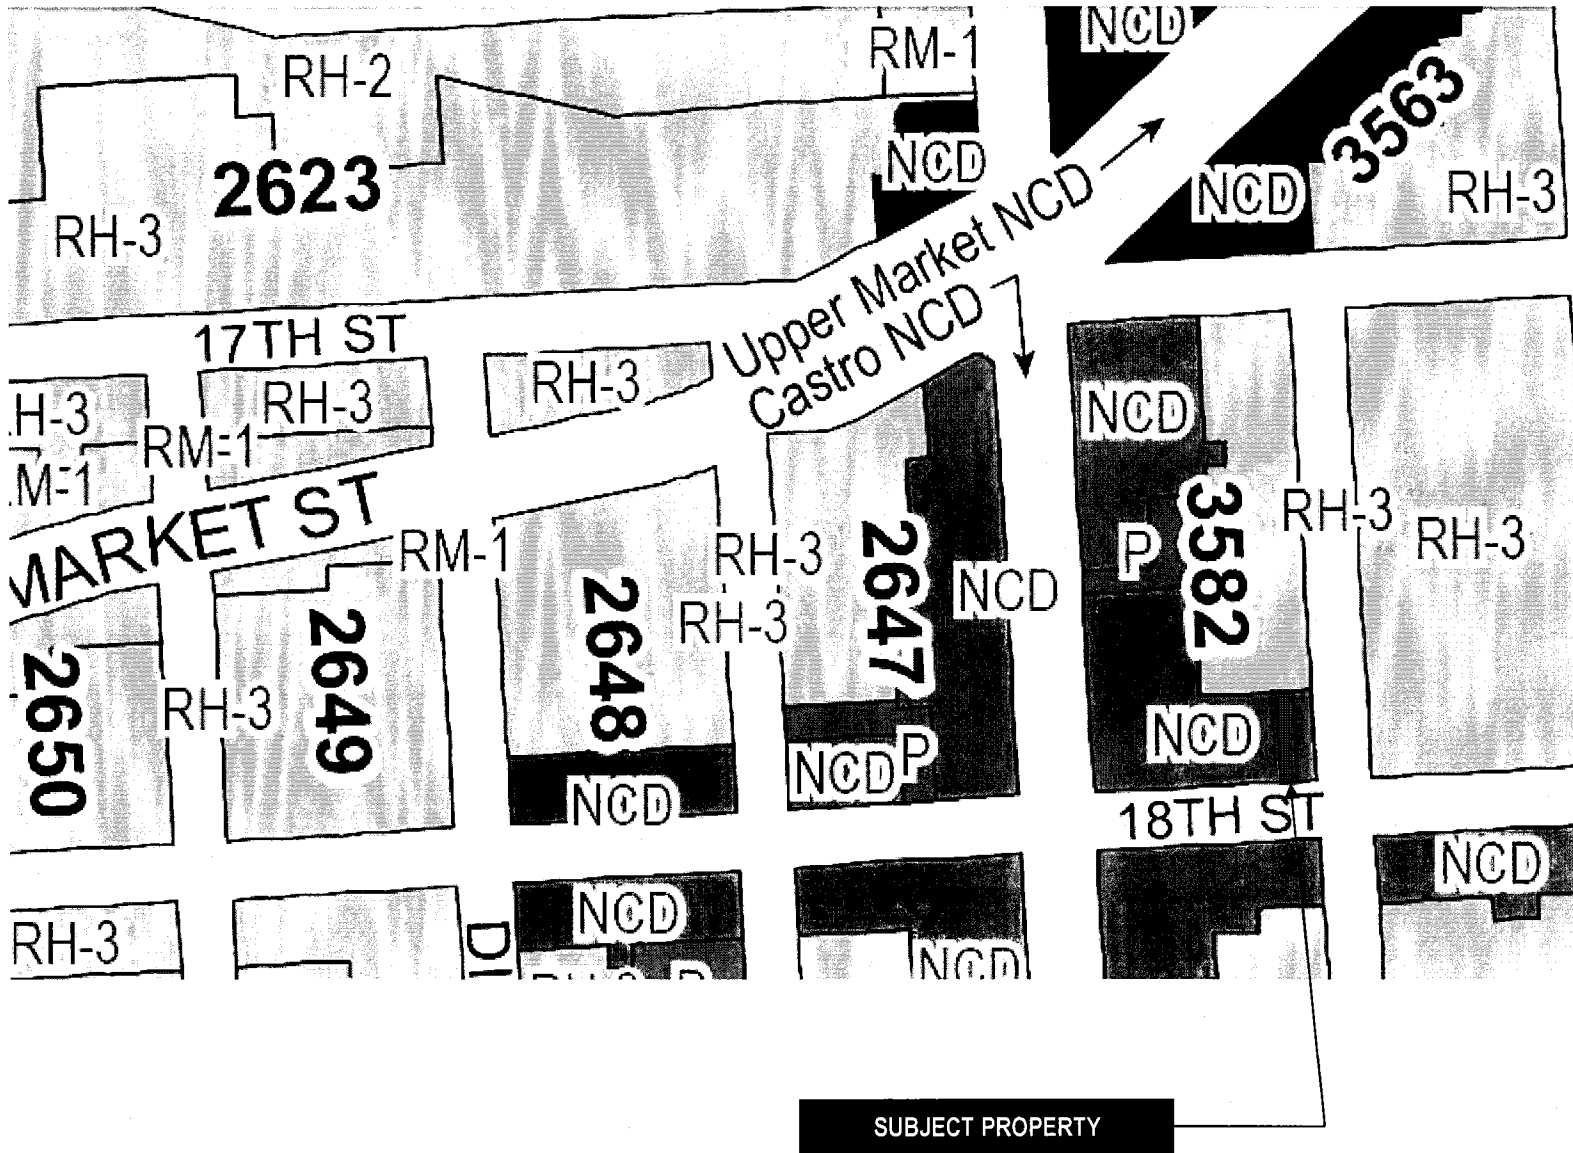 NCD
RM-1
RH-2
3563
NCD
2623
NCD
RH-3
RH-3
Upper Market NCD
Castro NCD
17TH ST
RH-3
RH-3
H-3
NCD
RM-1
M-1
MARKET ST
RH-3
RH-3
P
3582
RM-1
RH-3
2647
NCD
2648
RH-3
2649
2650
RH-3
NCD
P
NCD
NCD
18TH ST
NCD
NCD
RH-3
NCD
SUBJECT PROPERTY